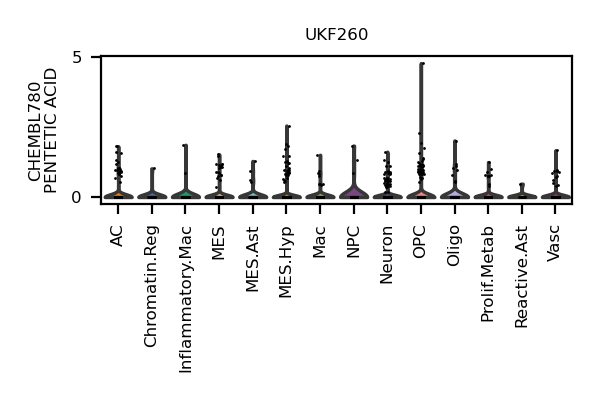 UKF260
CHEMBL780
PENTETIC ACID
5
0
AC
Chromatin.Reg
Inflammatory.Mac
MES
MES.Ast
MES.Hyp
Mac
NPC
Neuron
OPC
Oligo
Prolif.Metab
Reactive.Ast
Vasc